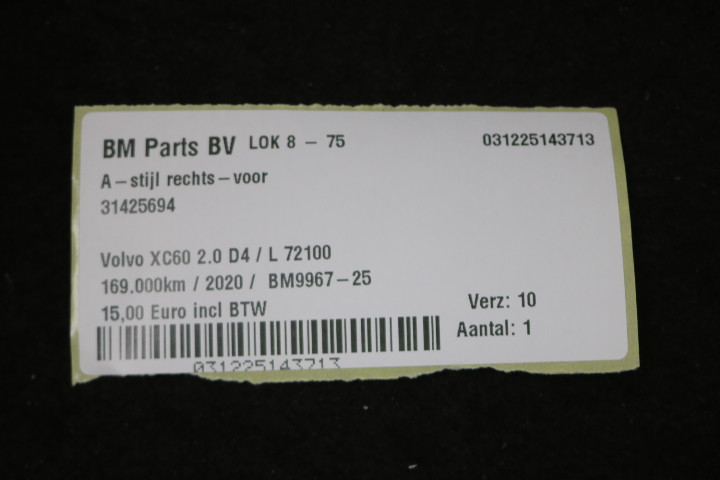 BM Parts BV LOK 8 - 75 031225143713
A-stijl rechts-voor
31425694
Volvo XC60 2.0 D4 / L 72100
169.000km / 2020 / BM9967-25
15,00 Euro incl BTW
Verz: 10
Aantal: 1
031225143713